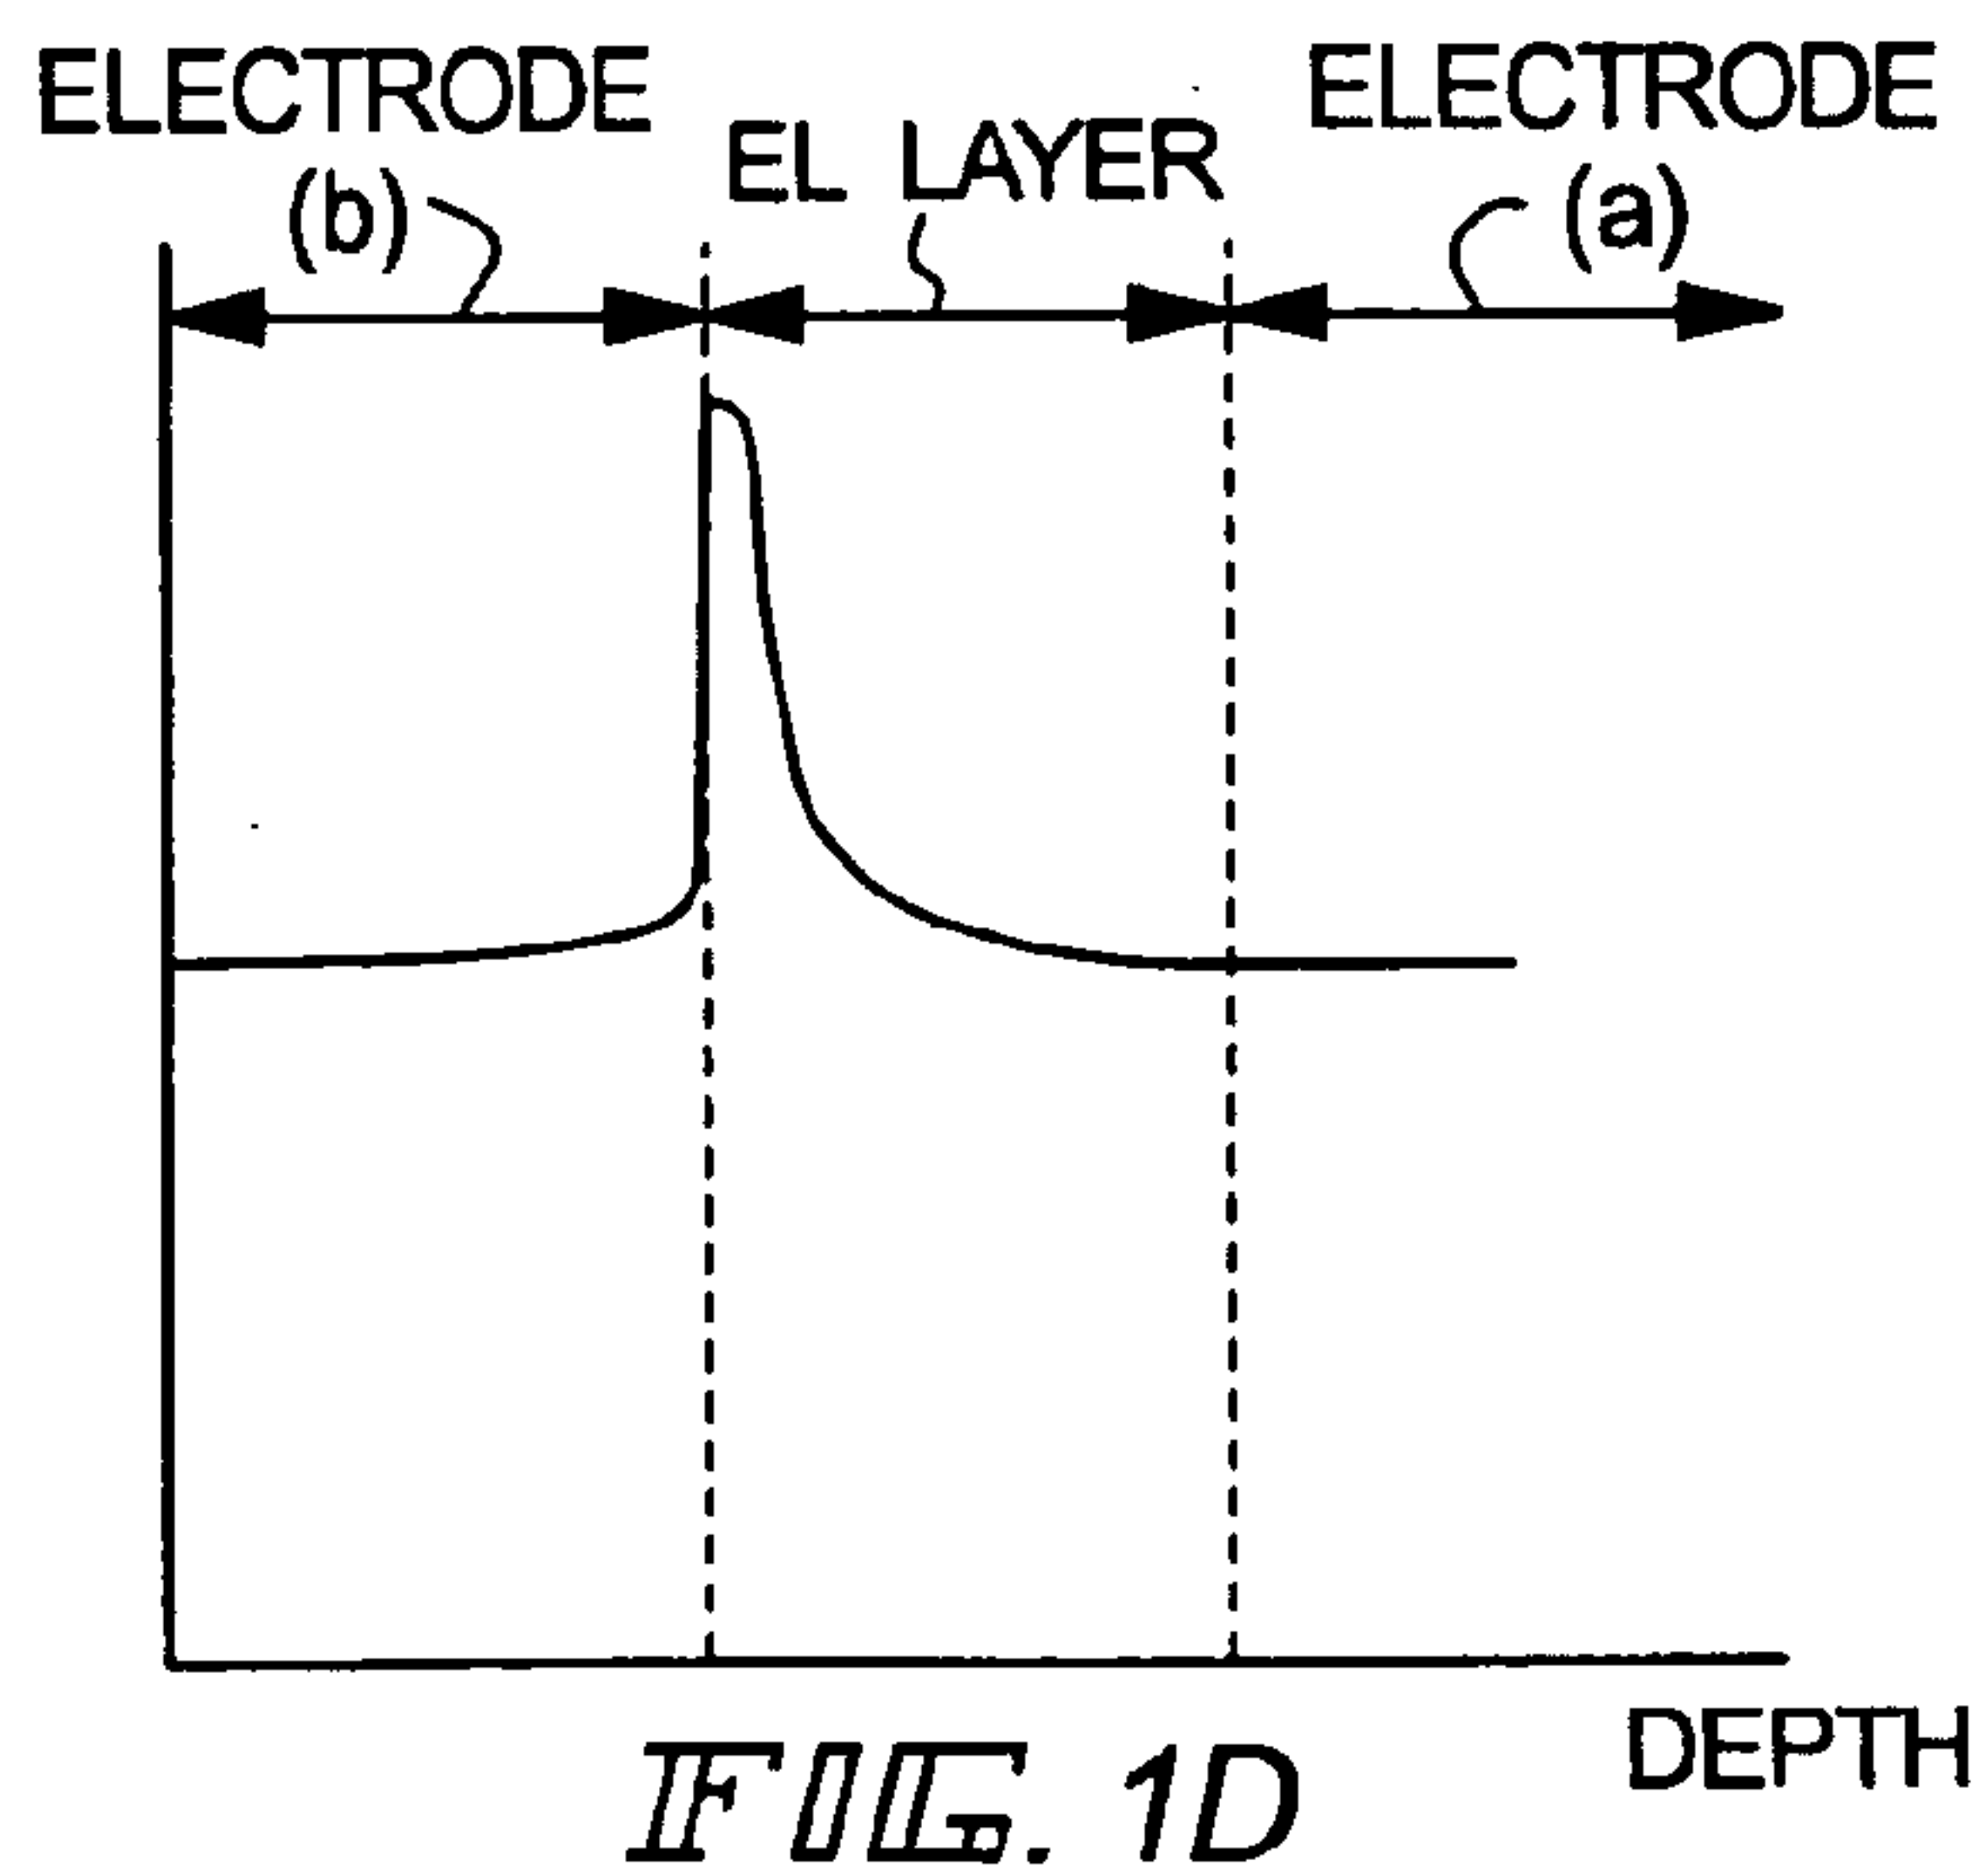 ELECTRODE
(b)
EL LAYER
ELECTRODE
(a)
DEPTH
FIG. 1D